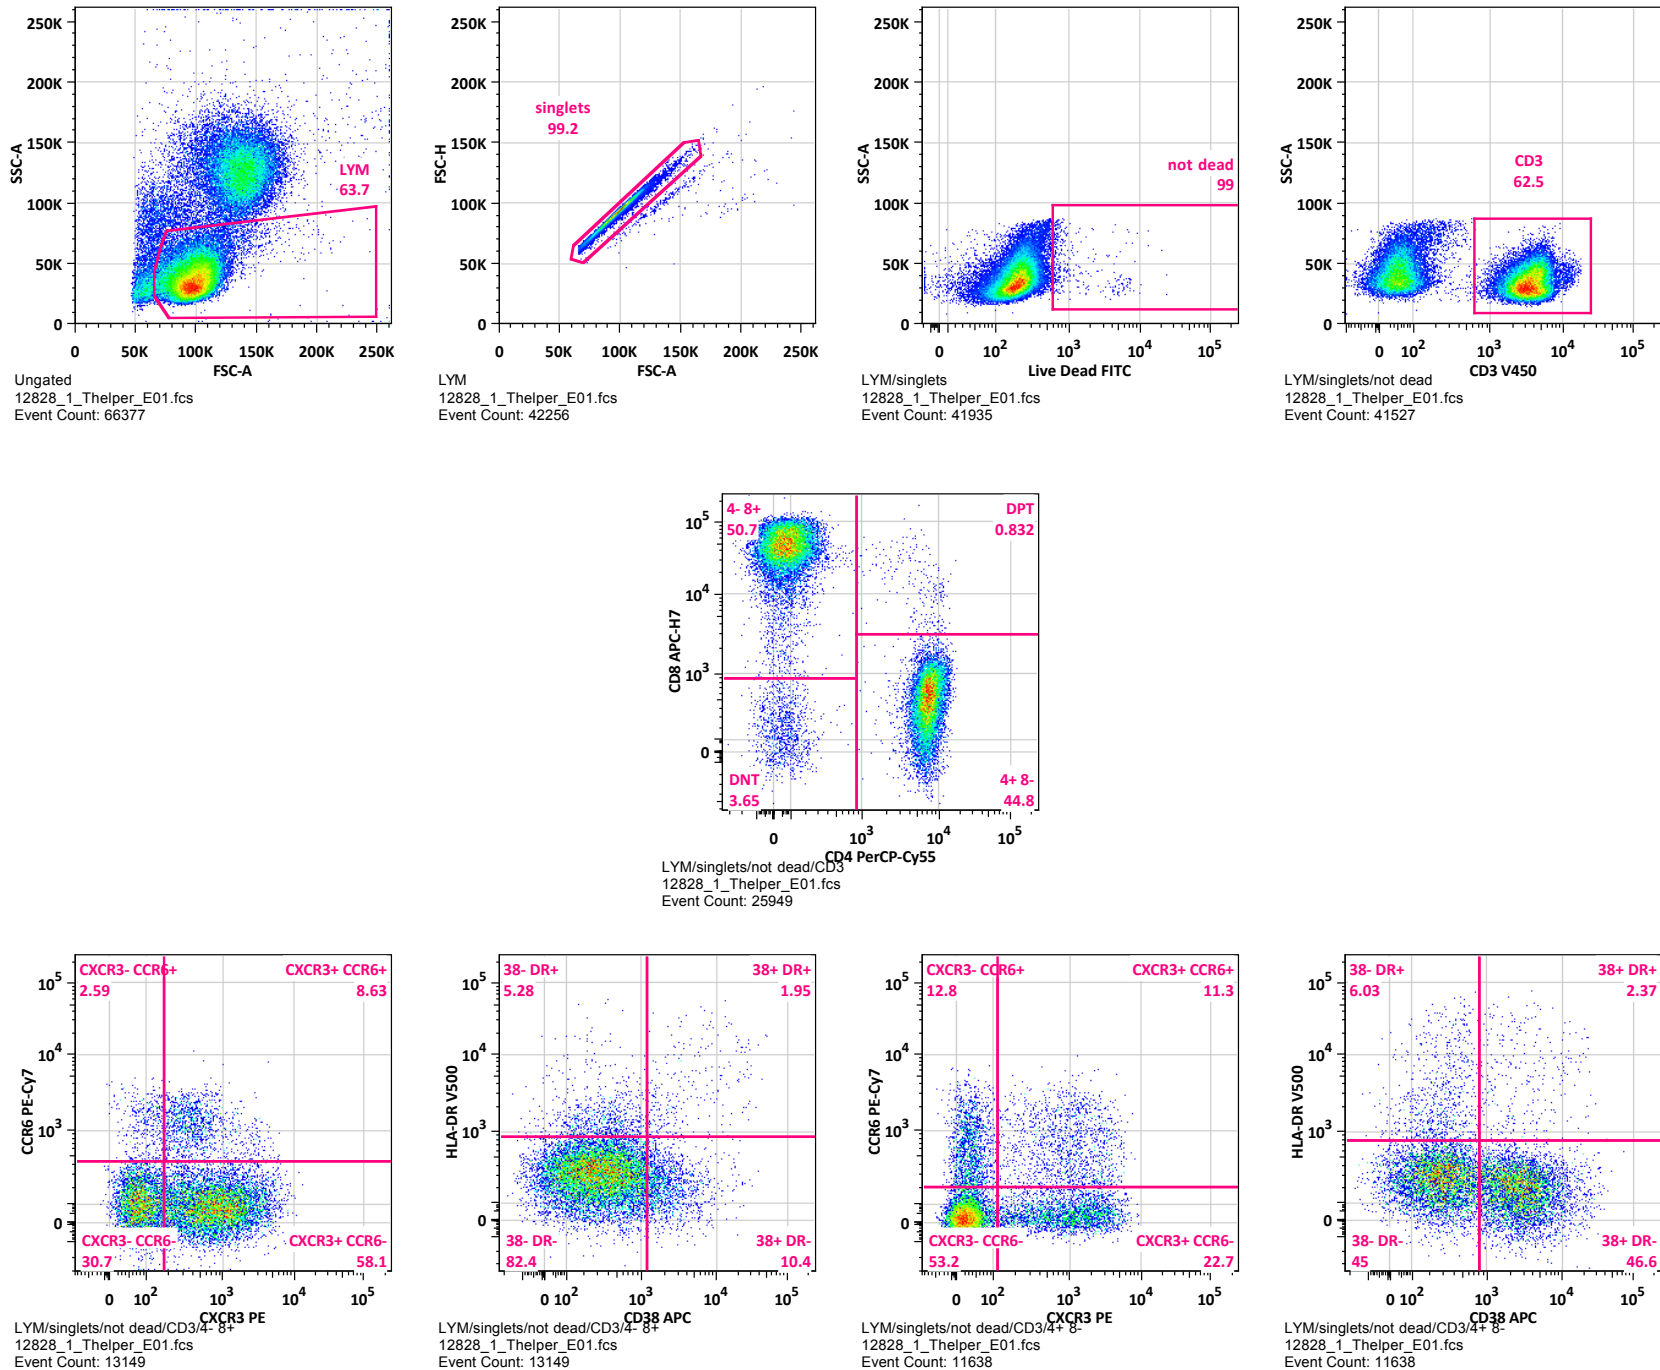 250K
200K
150K
100K
50K
0
SSC-A
LYM
63.7
0 50K 100K 150K 200K 250K
FSC-A
Ungated
12828_1_Thelper_E01.fcs
Event Count: 66377
250K
200K
150K
100K
50K
0
FSC-H
singlets
99.2
0 50K 100K 150K 200K 250K
FSC-A
LYM
12828_1_Thelper_E01.fcs
Event Count: 42256
250K
200K
150K
100K
50K
0
SSC-A
not dead
99
0 10^2 10^3 10^4 10^5
Live Dead FITC
LYM/singlets
12828_1_Thelper_E01.fcs
Event Count: 41935
250K
200K
150K
100K
50K
0
SSC-A
CD3
62.5
0 10^2 10^3 10^4 10^5
CD3 V450
LYM/singlets/not dead
12828_1_Thelper_E01.fcs
Event Count: 41527
10^5
10^4
10^3
0
CD8 APC-H7
4- 8+
50.7
DPT
0.832
DNT
3.65
4+ 8-
44.8
0 10^3 10^4 10^5
CD4 PerCP-Cy55
LYM/singlets/not dead/CD3
12828_1_Thelper_E01.fcs
Event Count: 25949
10^5
10^4
10^3
0
CCR6 PE-Cy7
CXCR3- CCR6+
2.59
CXCR3+ CCR6+
8.63
CXCR3- CCR6-
30.7
CXCR3+ CCR6-
58.1
0 10^2 10^3 10^4 10^5
CXCR3 PE
LYM/singlets/not dead/CD3/4- 8+
12828_1_Thelper_E01.fcs
Event Count: 13149
10^5
10^4
10^3
0
HLA-DR V500
38- DR+
5.28
38+ DR+
1.95
38- DR-
82.4
38+ DR-
10.4
0 10^2 10^3 10^4 10^5
CD38 APC
LYM/singlets/not dead/CD3/4- 8+
12828_1_Thelper_E01.fcs
Event Count: 13149
10^5
10^4
10^3
0
CCR6 PE-Cy7
CXCR3- CCR6+
12.8
CXCR3+ CCR6+
11.3
CXCR3- CCR6-
53.2
CXCR3+ CCR6-
22.7
0 10^2 10^3 10^4 10^5
CXCR3 PE
LYM/singlets/not dead/CD3/4+ 8-
12828_1_Thelper_E01.fcs
Event Count: 11638
10^5
10^4
10^3
0
HLA-DR V500
38- DR+
6.03
38+ DR+
2.37
38- DR-
45
38+ DR-
46.6
0 10^2 10^3 10^4 10^5
CD38 APC
LYM/singlets/not dead/CD3/4+ 8-
12828_1_Thelper_E01.fcs
Event Count: 11638